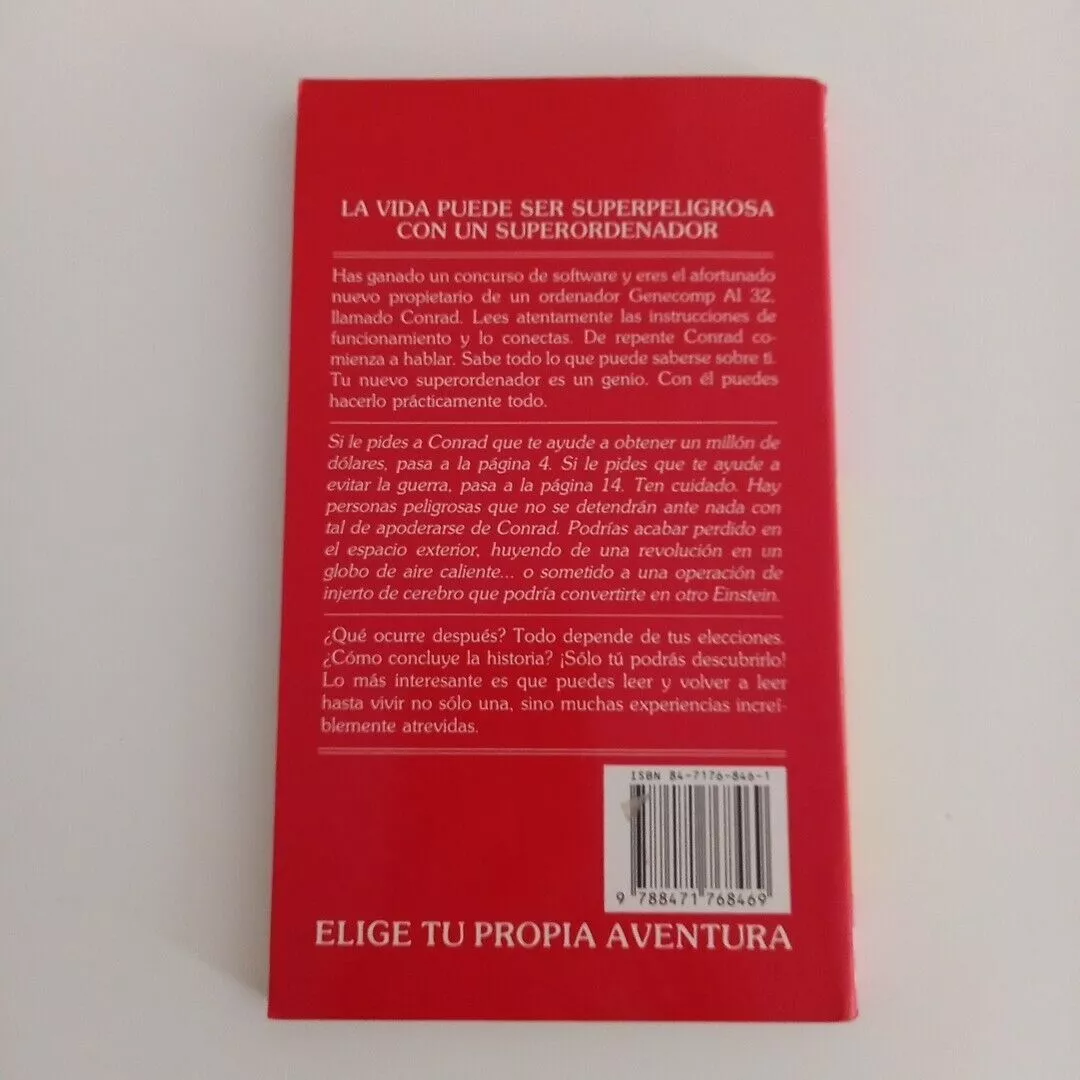 LA VIDA PUEDE SER SUPERPELIGROSA
CON UN SUPERORDENADOR
Has ganado un concurso de software y eres el afortunado
nuevo propietario de un ordenador Genecomp AI 32,
llamado Conrad. Lees atentamente las instrucciones de
funcionamiento y lo conectas. De repente Conrad co-
mienza a hablar. Sabe todo lo que puede saberse sobre ti.
Tu nuevo superordenador es un genio. Con él puedes
hacerlo prácticamente todo.
Si le pides a Conrad que te ayude a obtener un millón de
dólares, pasa a la página 4. Si le pides que te ayude a
evitar la guerra, pasa a la página 14. Ten cuidado. Hay
personas peligrosas que no se detendrán ante nada con
tal de apoderarse de Conrad. Podrías acabar perdido en
el espacio exterior, huyendo de una revolución en un
globo de aire caliente... o sometido a una operación de
injerto de cerebro que podría convertirte en otro Einstein.
¿Qué ocurre después? Todo depende de tus elecciones.
¿Cómo concluye la historia? ¡Sólo tú podrás descubrirlo!
Lo más interesante es que puedes leer y volver a leer
hasta vivir no sólo una, sino muchas experiencias increí-
blemente atrevidas.
ISBN 84-7176-846-1
9 788471 768469
ELIGE TU PROPIA AVENTURA